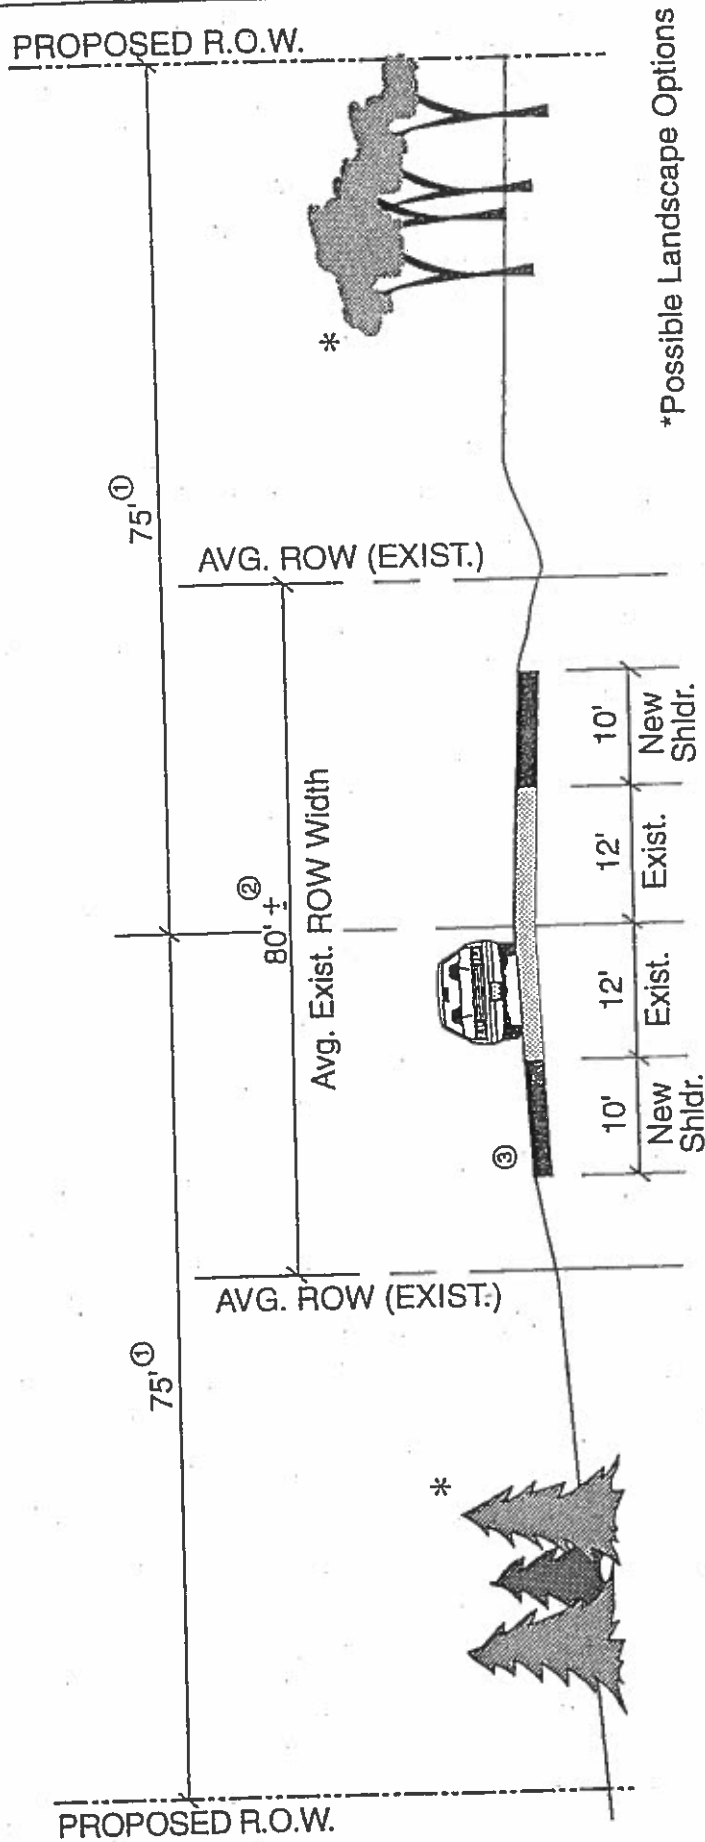 PROPOSED R.O.W.
75'①
AVG. ROW (EXIST.)
80' ± ②
Avg. Exist. ROW Width
AVG. ROW (EXIST.)
75'①
PROPOSED R.O.W.
*
*
③
10'
New
Shldr.
12'
Exist.
12'
Exist.
10'
New
Shldr.
*Possible Landscape Options